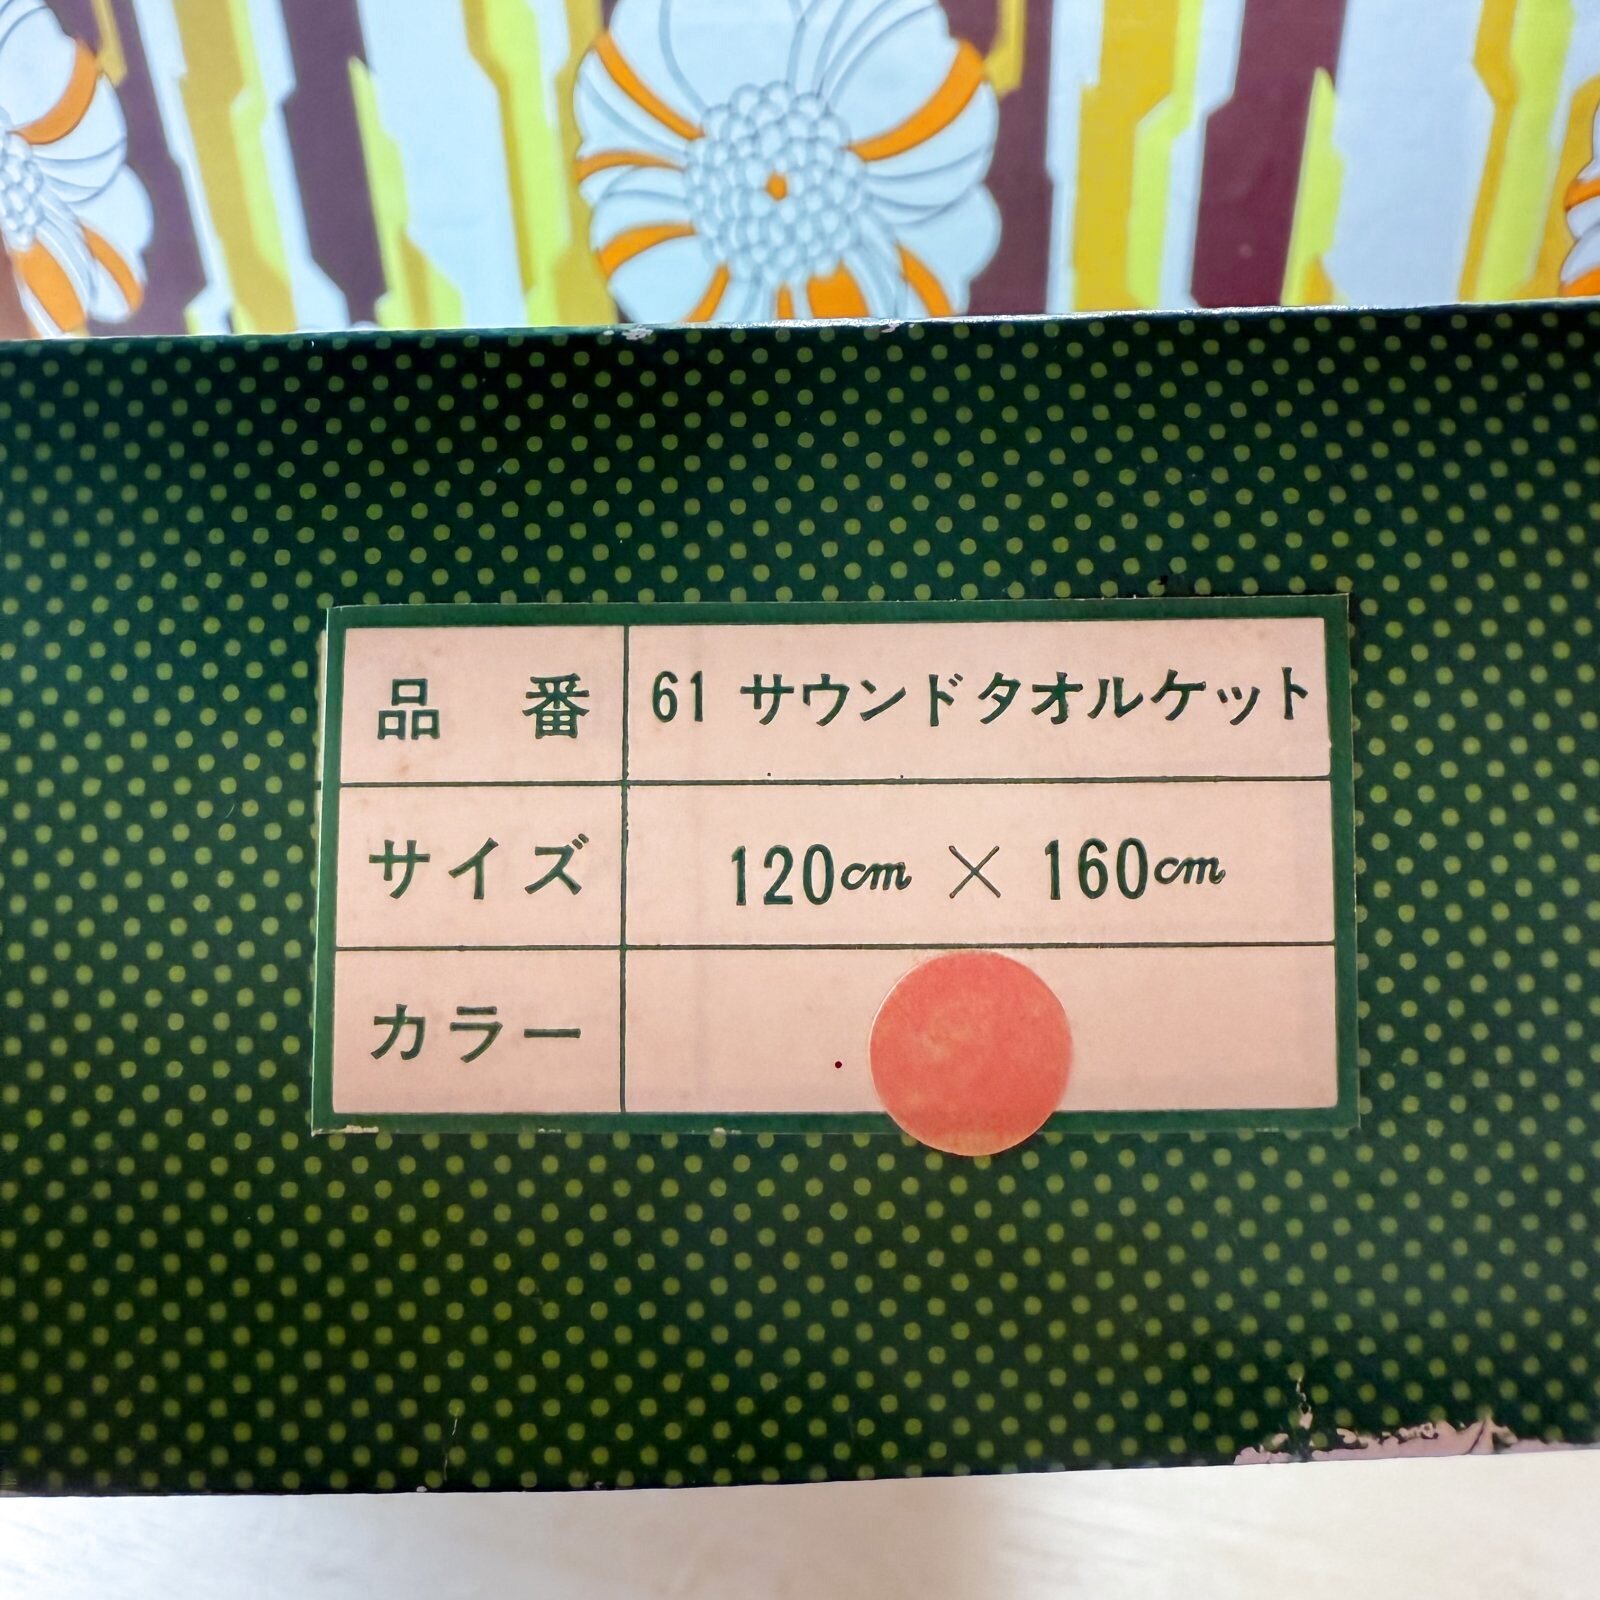 品番 61 サウンドタオルケット
サイズ 120cm × 160cm
カラー